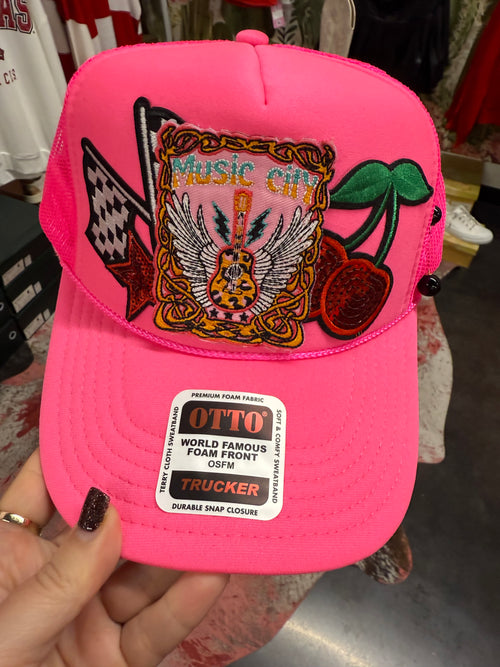 Music city
PREMIUM FOAM FABRIC
OTTO®
WORLD FAMOUS
FOAM FRONT
OSFM
TRUCKER
DURABLE SNAP CLOSURE
TERRY CLOTH SWEATBAND
SOFT & COMFY SWEATBAND